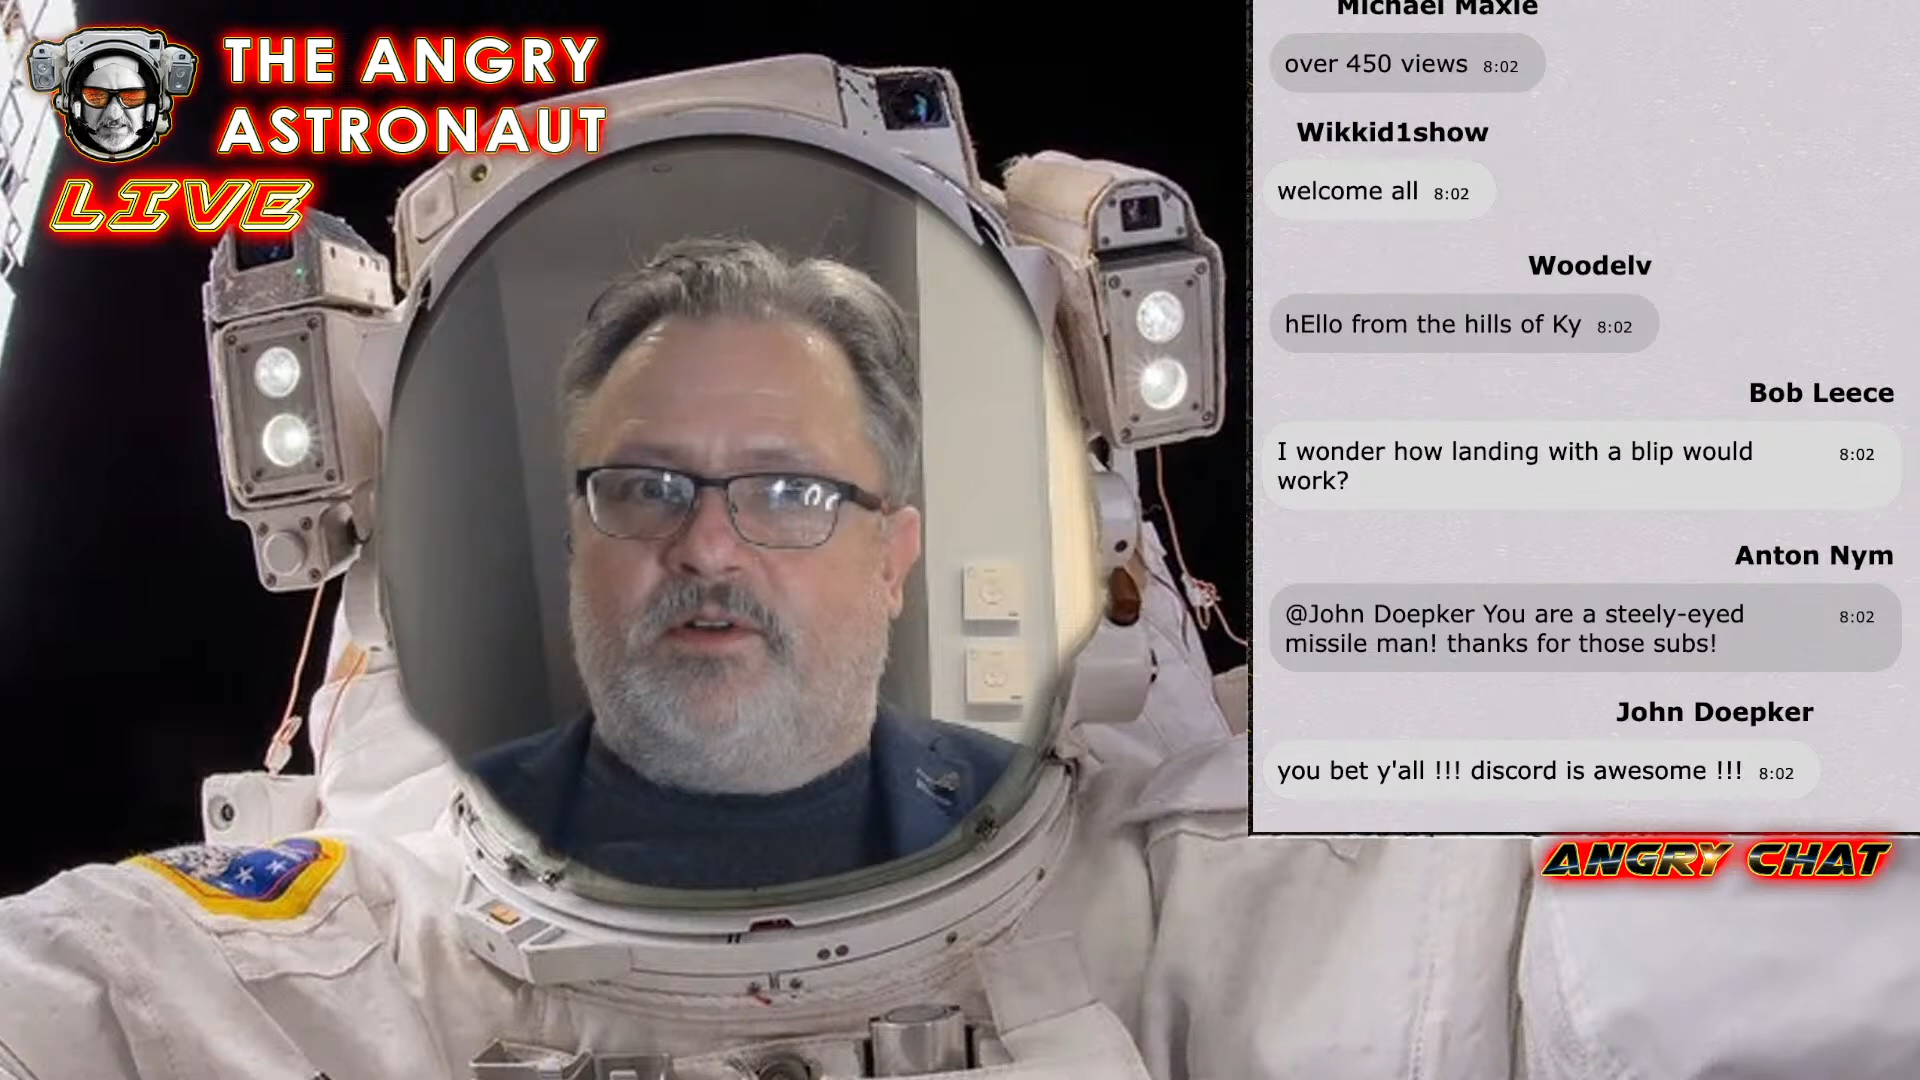 THE ANGRY
ASTRONAUT
LIVE
Michael Maxie
over 450 views 8:02
Wikkid1show
welcome all 8:02
Woodelv
hEllo from the hills of Ky 8:02
Bob Leece
I wonder how landing with a blip would 8:02
work?
Anton Nym
@John Doepker You are a steely-eyed 8:02
missile man! thanks for those subs!
John Doepker
you bet y'all !!! discord is awesome !!! 8:02
ANGRY CHAT